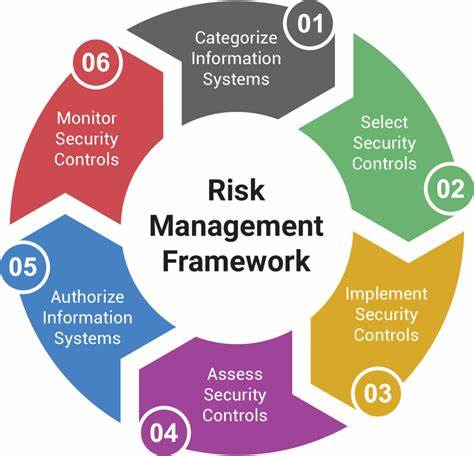 Risk
Management
Framework
01
Categorize
Information
Systems
02
Select
Security
Controls
03
Implement
Security
Controls
04
Assess
Security
Controls
05
Authorize
Information
Systems
06
Monitor
Security
Controls